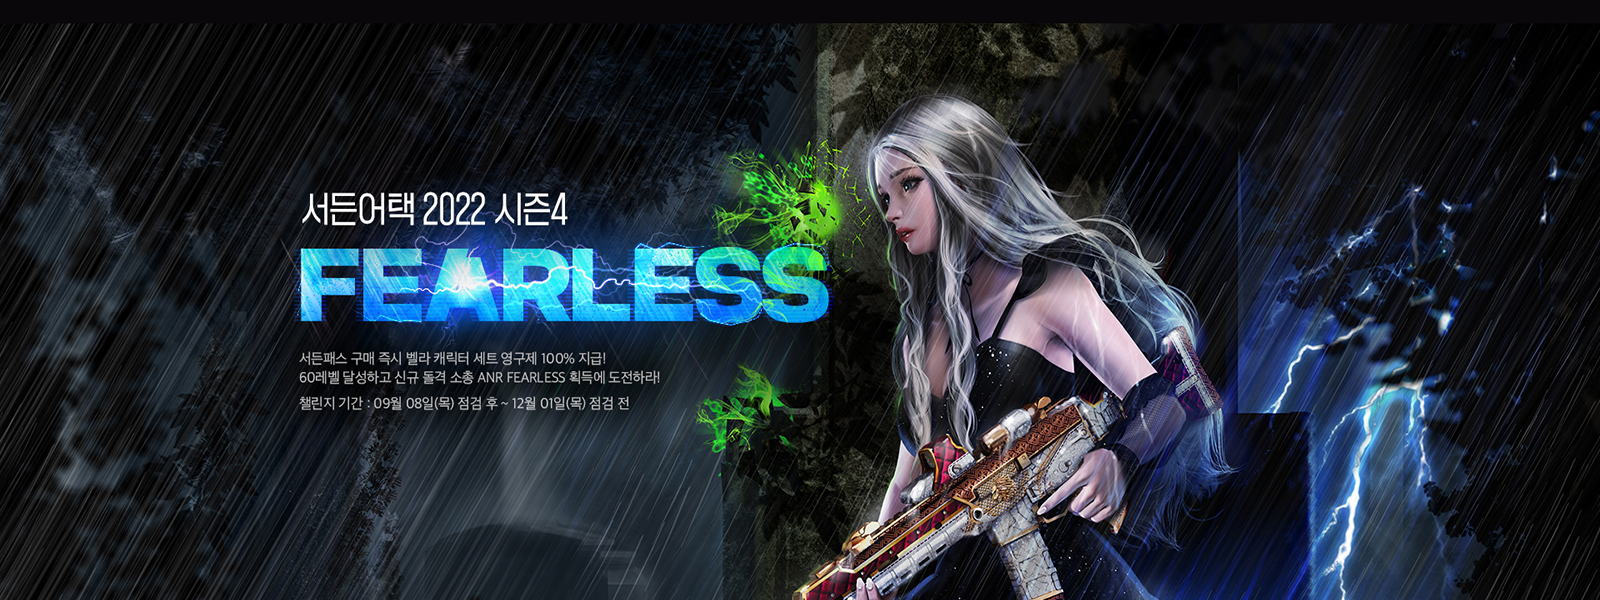 서든어택 2022 시즌4
FEARLESS
서든패스 구매 즉시 벨라 캐릭터 세트 영구제 100% 지급!
60레벨 달성하고 신규 돌격 소총 ANR FEARLESS 획득에 도전하라!
챌린지 기간 : 09월 08일(목) 점검 후 ~ 12월 01일(목) 점검 전